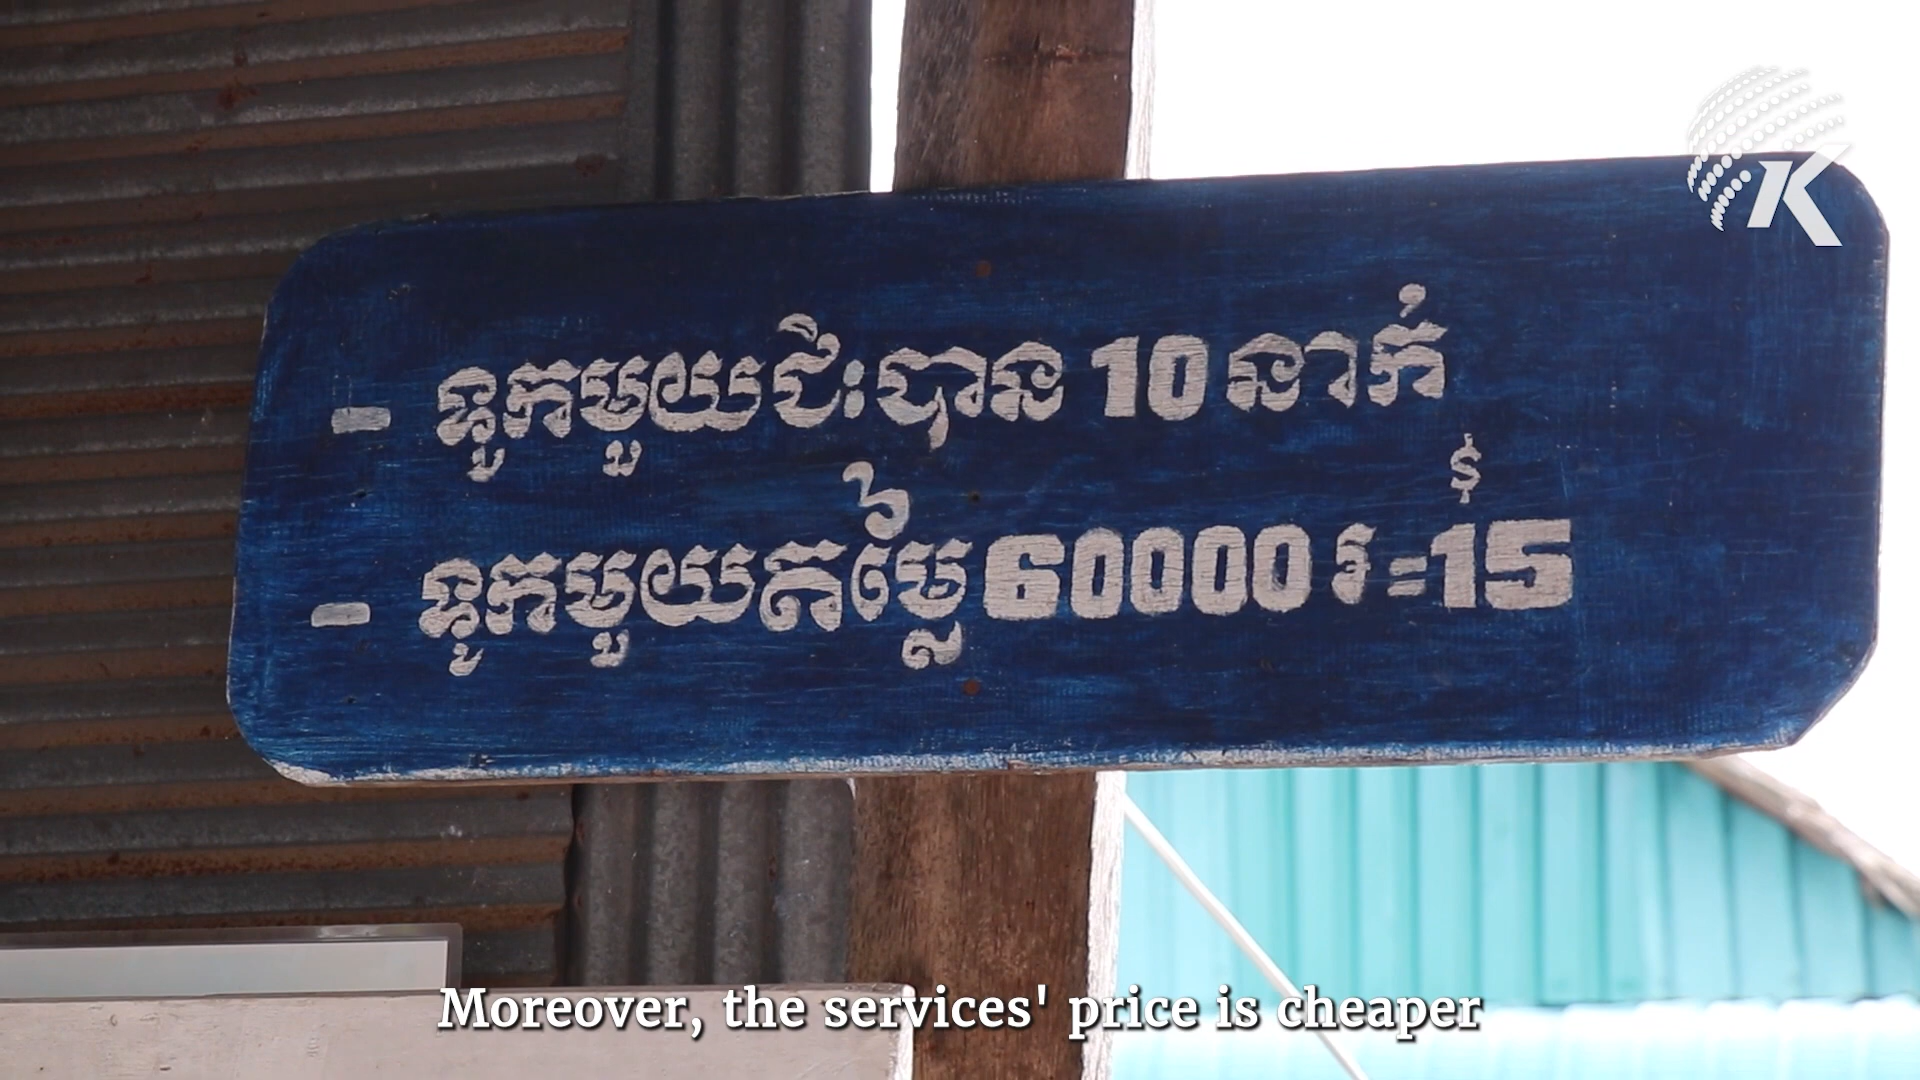 K
- ទូកមួយជិះបាន 10 នាក់
- ទូកមួយតម្លៃ 60000 រ = 15 $
Moreover, the services' price is cheaper